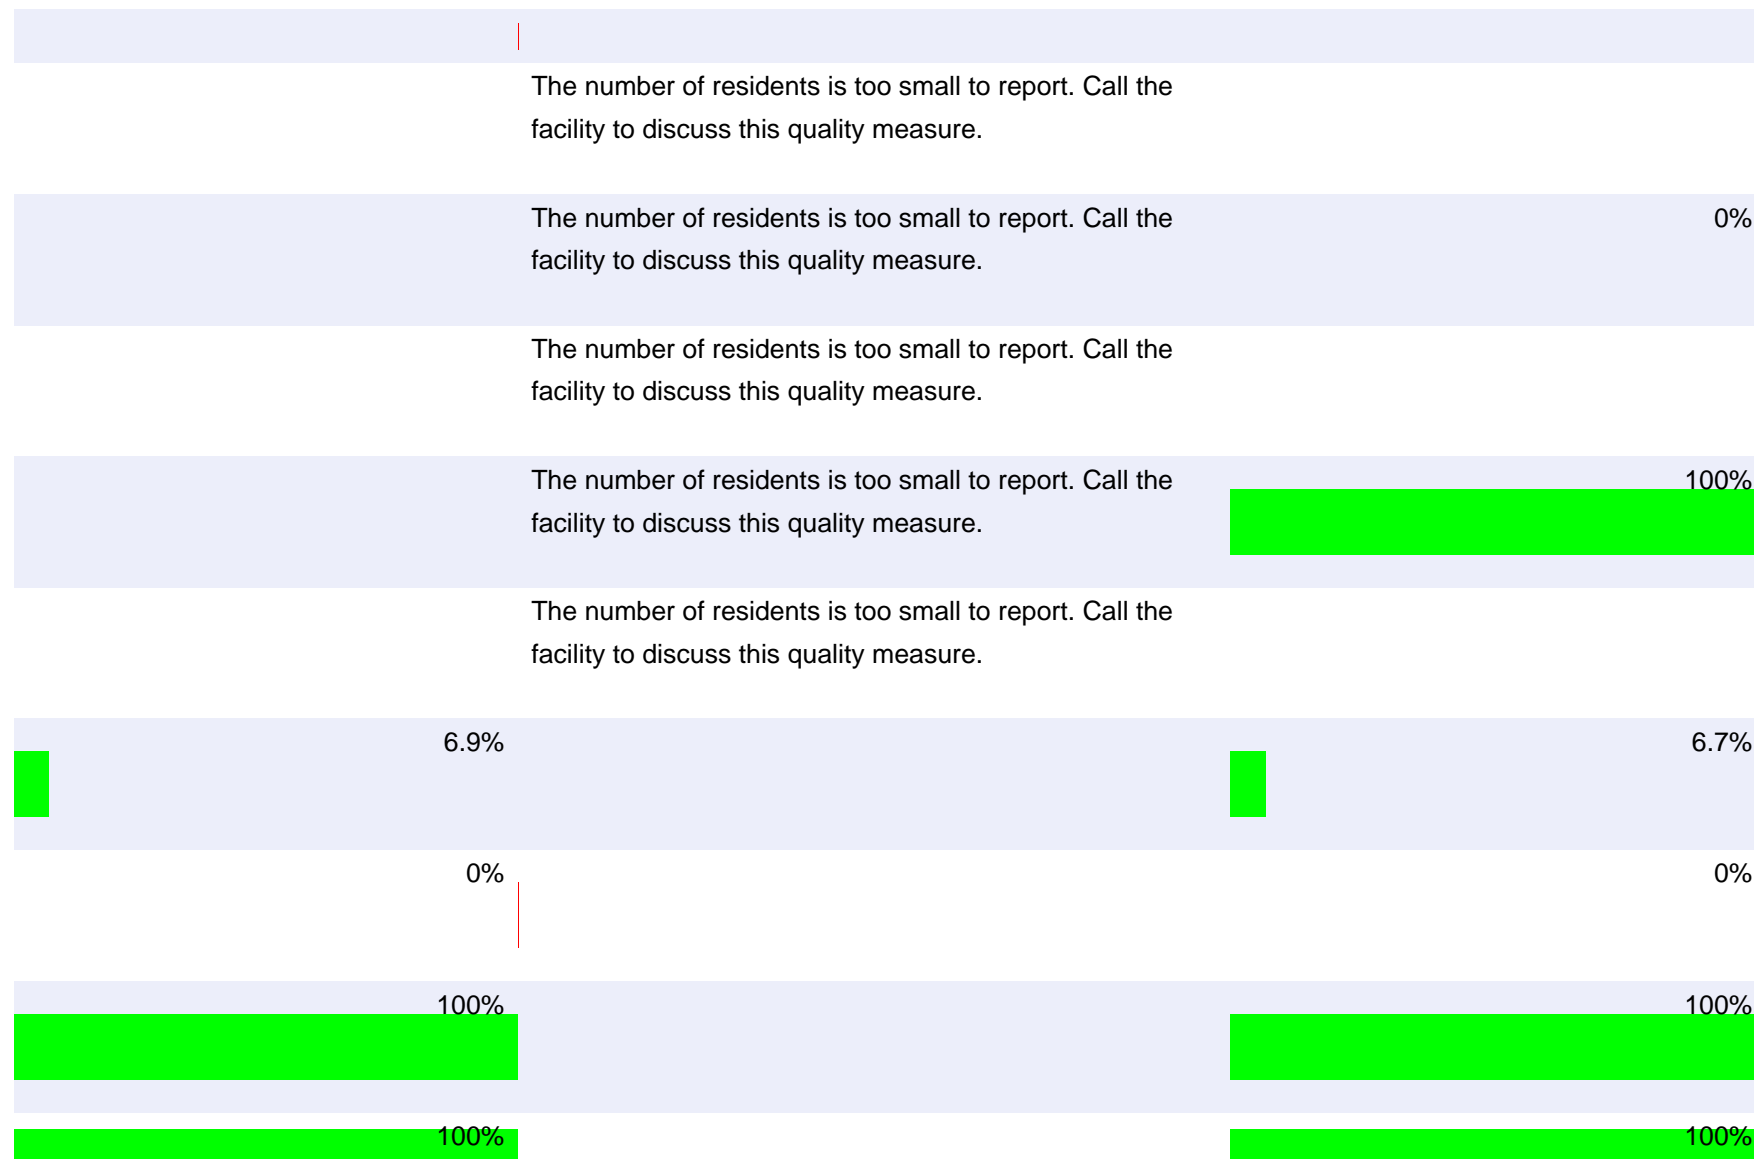 The number of residents is too small to report. Call the
facility to discuss this quality measure.
The number of residents is too small to report. Call the
0%
facility to discuss this quality measure.
The number of residents is too small to report. Call the
facility to discuss this quality measure.
The number of residents is too small to report. Call the
100%
facility to discuss this quality measure.
The number of residents is too small to report. Call the
facility to discuss this quality measure.
6.9%
6.7%
0%
0%
100%
100%
100%
100%